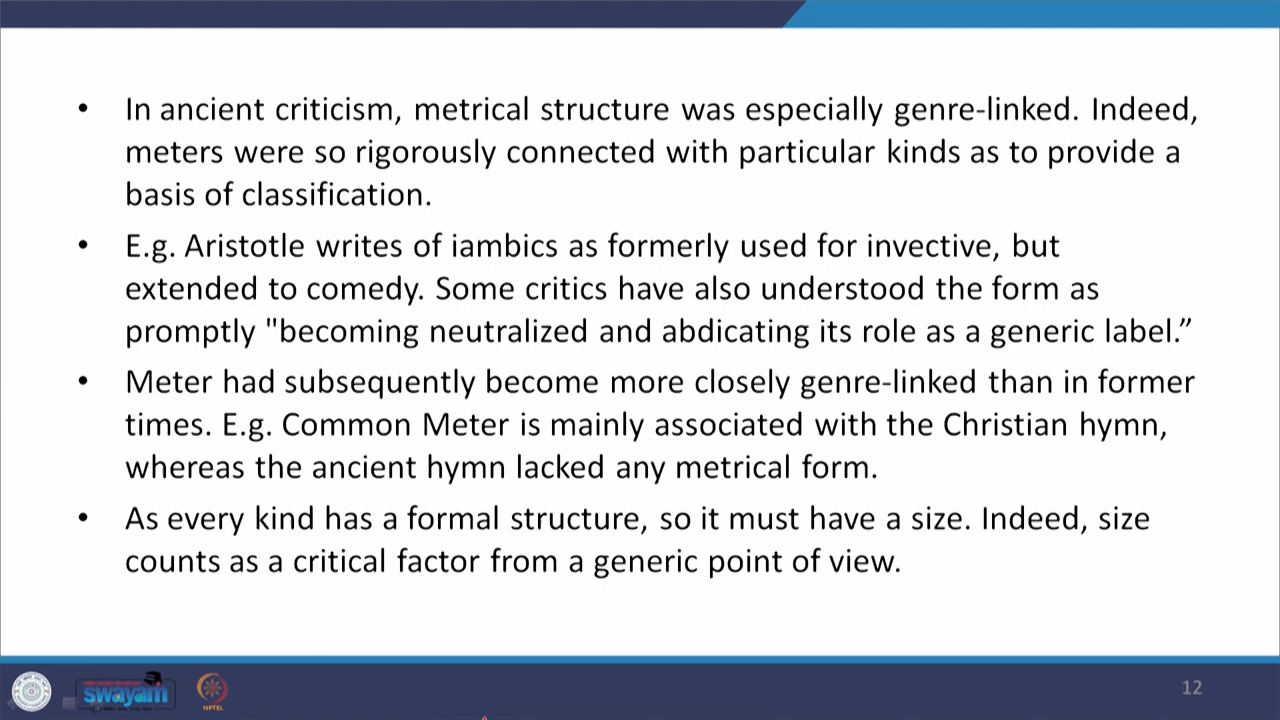 • In ancient criticism, metrical structure was especially genre-linked. Indeed,
meters were so rigorously connected with particular kinds as to provide a
basis of classification.
• E.g. Aristotle writes of iambics as formerly used for invective, but
extended to comedy. Some critics have also understood the form as
promptly "becoming neutralized and abdicating its role as a generic label.”
• Meter had subsequently become more closely genre-linked than in former
times. E.g. Common Meter is mainly associated with the Christian hymn,
whereas the ancient hymn lacked any metrical form.
• As every kind has a formal structure, so it must have a size. Indeed, size
counts as a critical factor from a generic point of view.
swayam
NPTEL
12